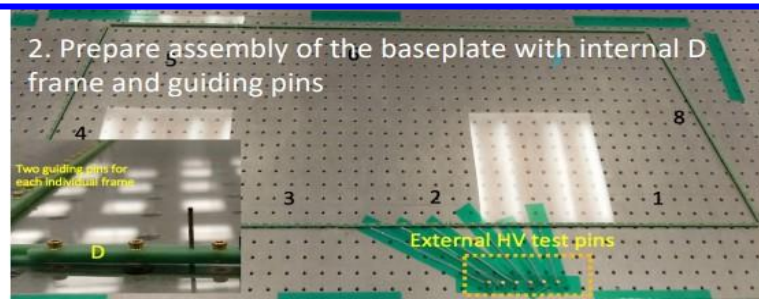 2. Prepare assembly of the baseplate with internal D
frame and guiding pins
5
6
7
8
4
Two guiding pins for
each individual frame
3
2
1
D
External HV test pins